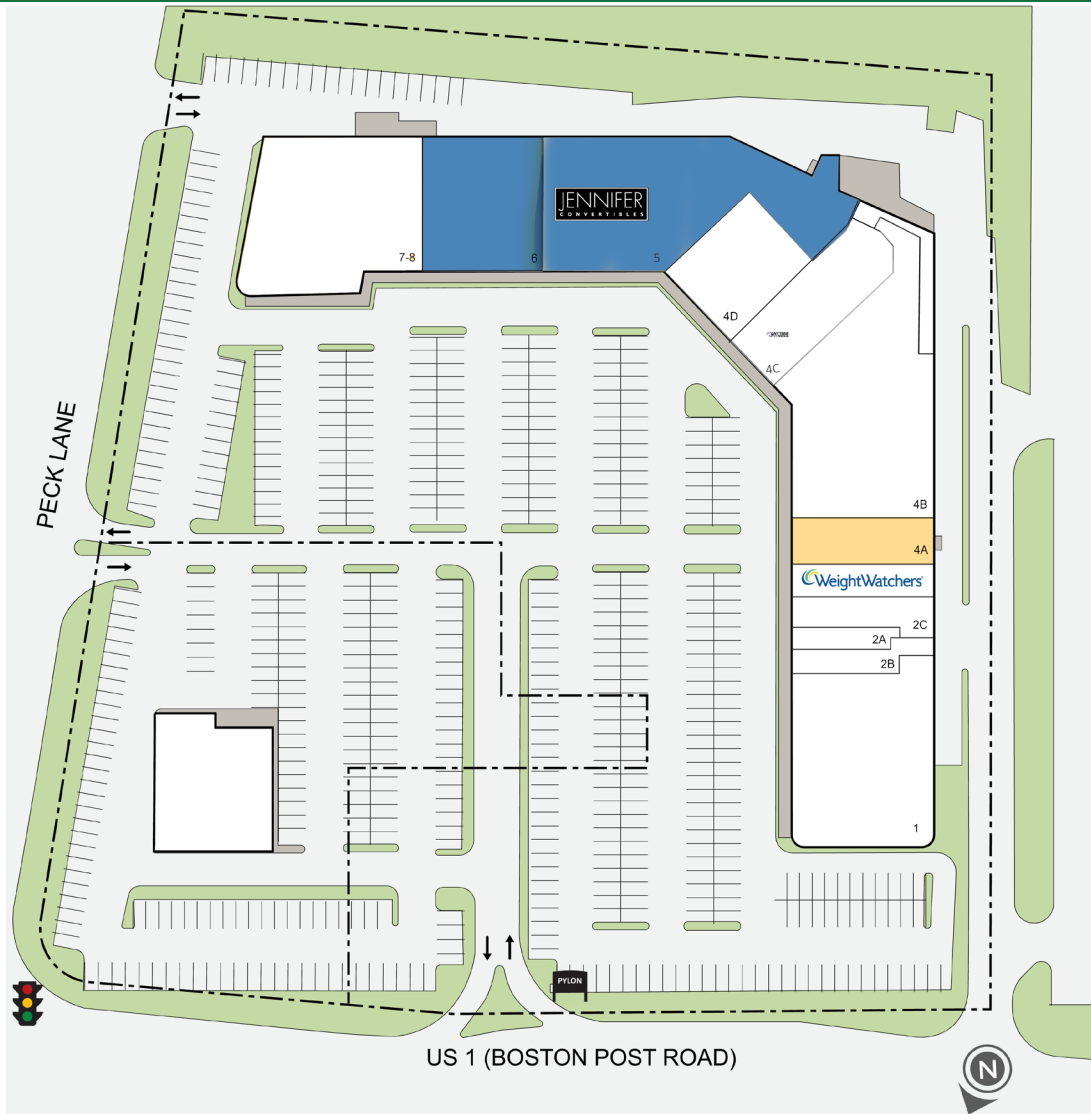 JENNIFER
CONVERTIBLES
7-8
6
5
4D
4C
PECK LANE
4B
4A
WeightWatchers
2C
2A
2B
1
PYLON
US 1 (BOSTON POST ROAD)
N